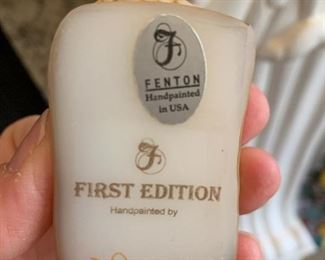 F
FENTON
Handpainted
in USA
F
FIRST EDITION
Handpainted by